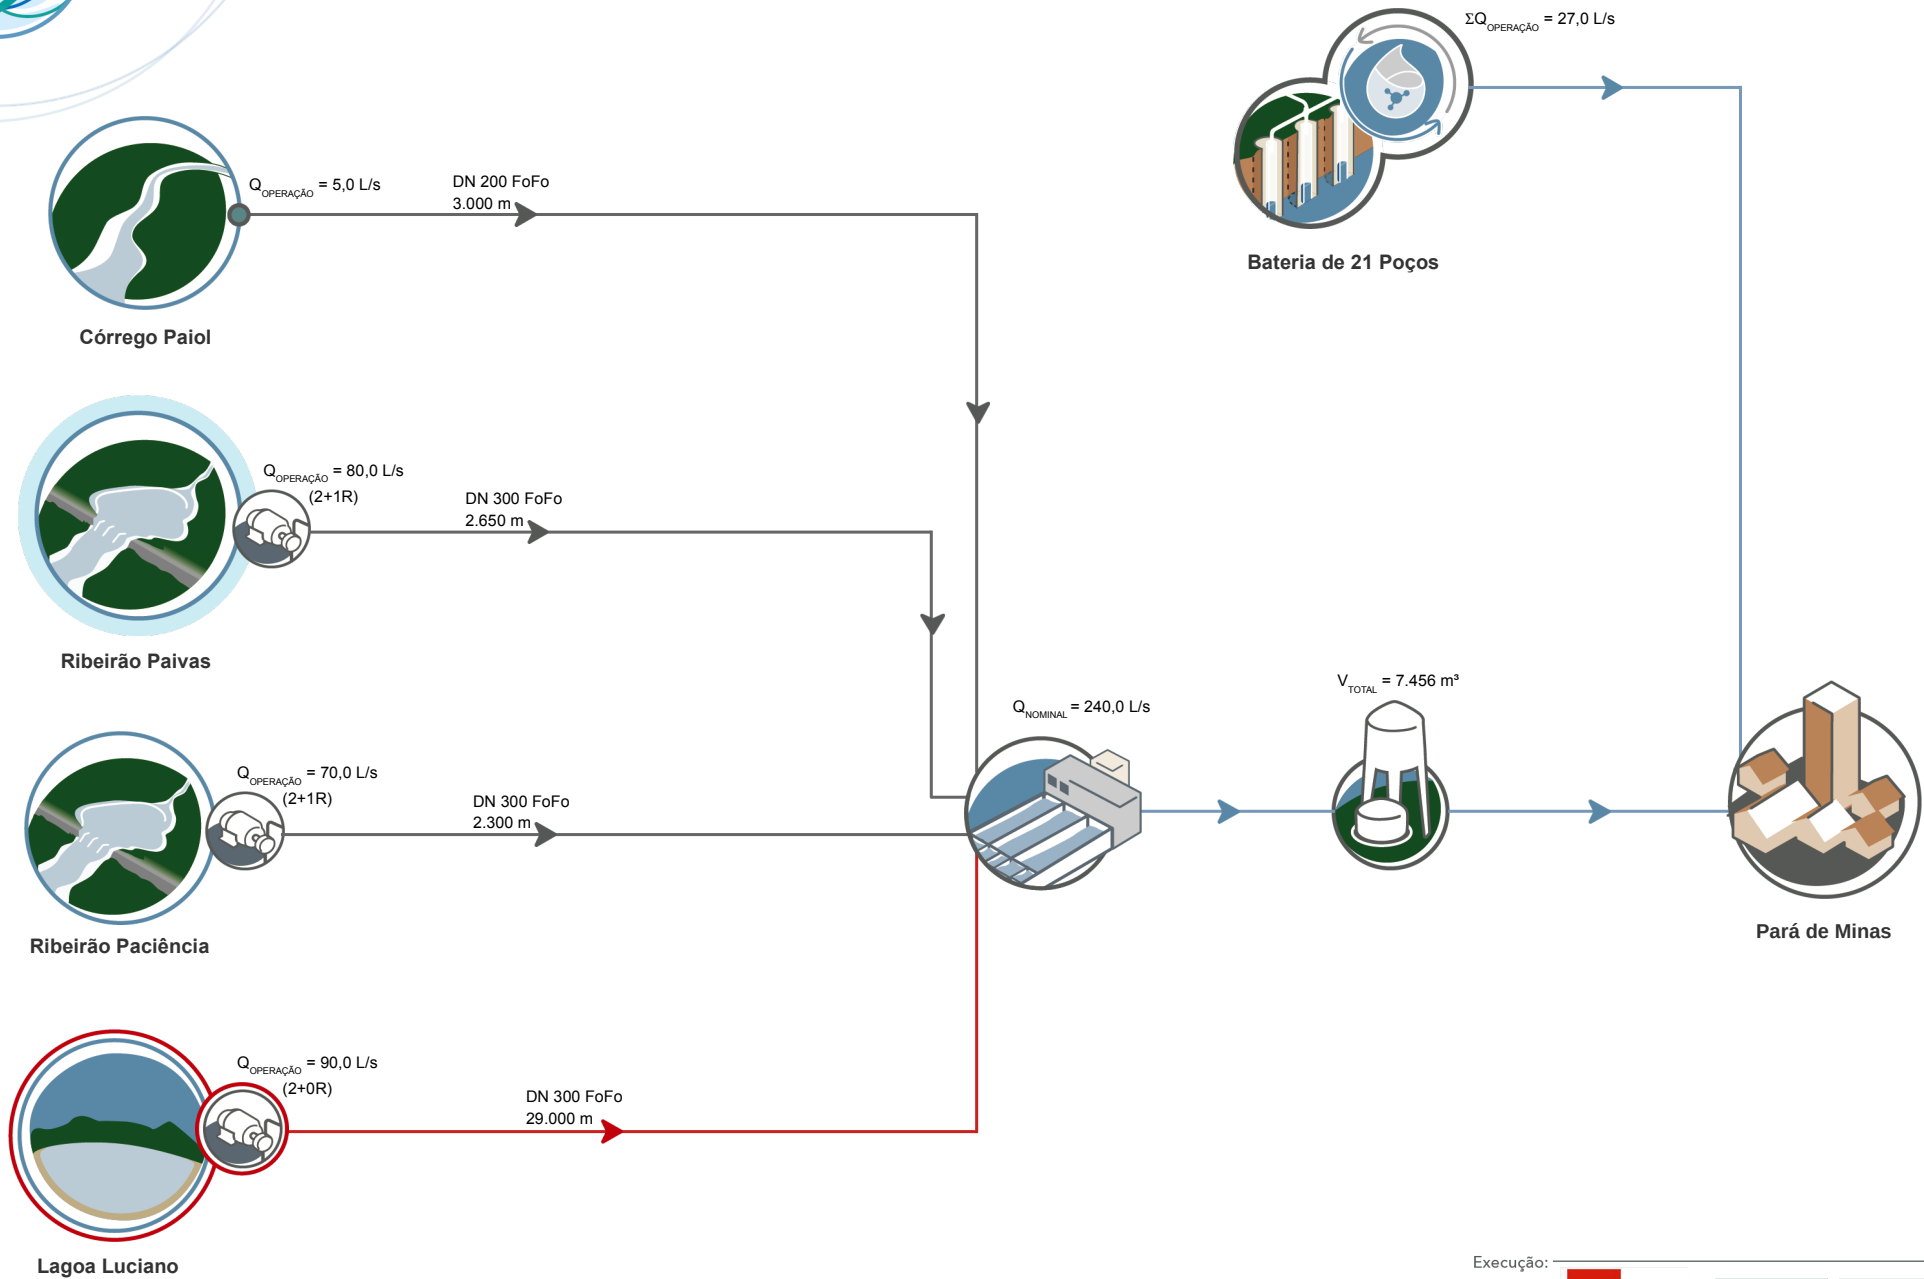 ΣQOPERAÇÃO = 27,0 L/s
Bateria de 21 Poços
QOPERAÇÃO = 5,0 L/s
DN 200 FoFo
3.000 m
Córrego Paiol
QOPERAÇÃO = 80,0 L/s
(2+1R)
DN 300 FoFo
2.650 m
Ribeirão Paivas
QOPERAÇÃO = 70,0 L/s
(2+1R)
DN 300 FoFo
2.300 m
Ribeirão Paciência
QNOMINAL = 240,0 L/s
VTOTAL = 7.456 m³
Pará de Minas
QOPERAÇÃO = 90,0 L/s
(2+0R)
DN 300 FoFo
29.000 m
Lagoa Luciano
Execução: